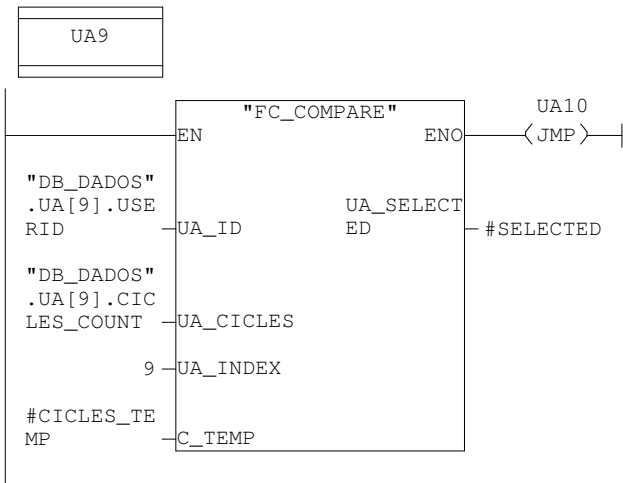 UA9
"FC_COMPARE"
UA10
EN
ENO
JMP
"DB_DADOS"
.UA[9].USE
RID
UA_ID
UA_SELECT
ED
#SELECTED
"DB_DADOS"
.UA[9].CIC
LES_COUNT
UA_CICLES
9
UA_INDEX
#CICLES_TE
MP
C_TEMP